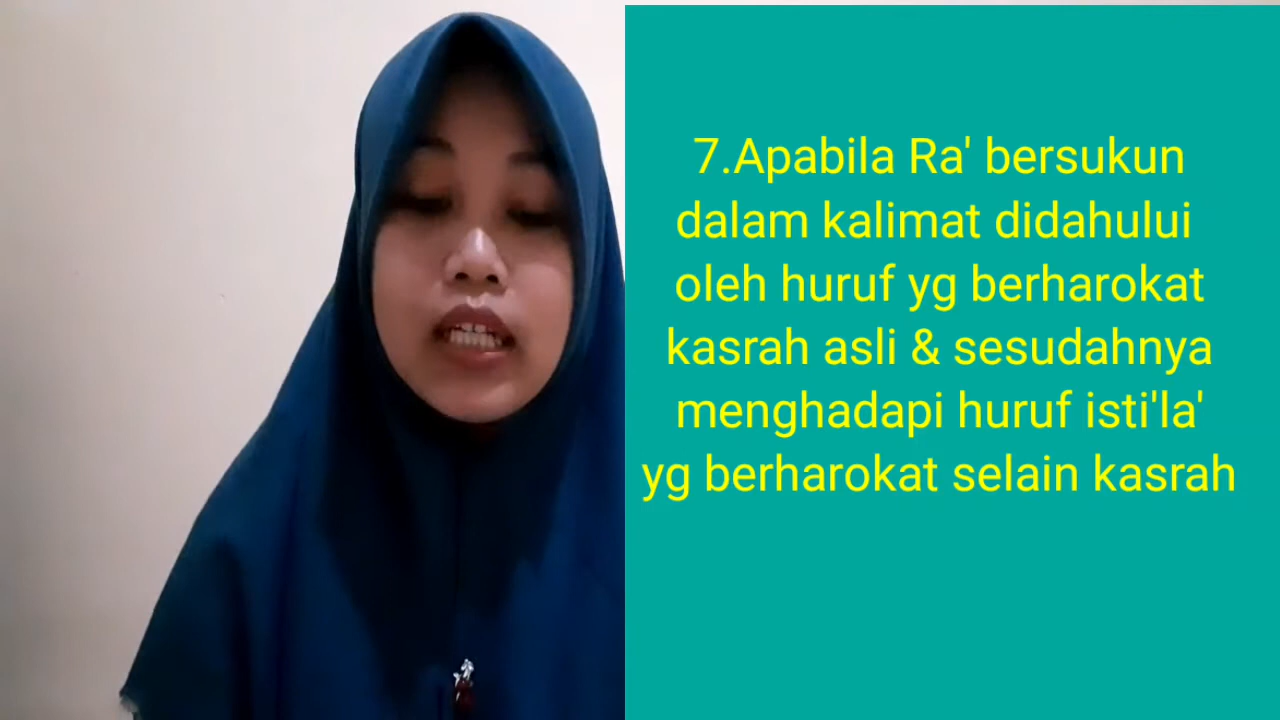 7.Apabila Ra' bersukun
dalam kalimat didahului
oleh huruf yg berharokat
kasrah asli & sesudahnya
menghadapi huruf isti'la'
yg berharokat selain kasrah